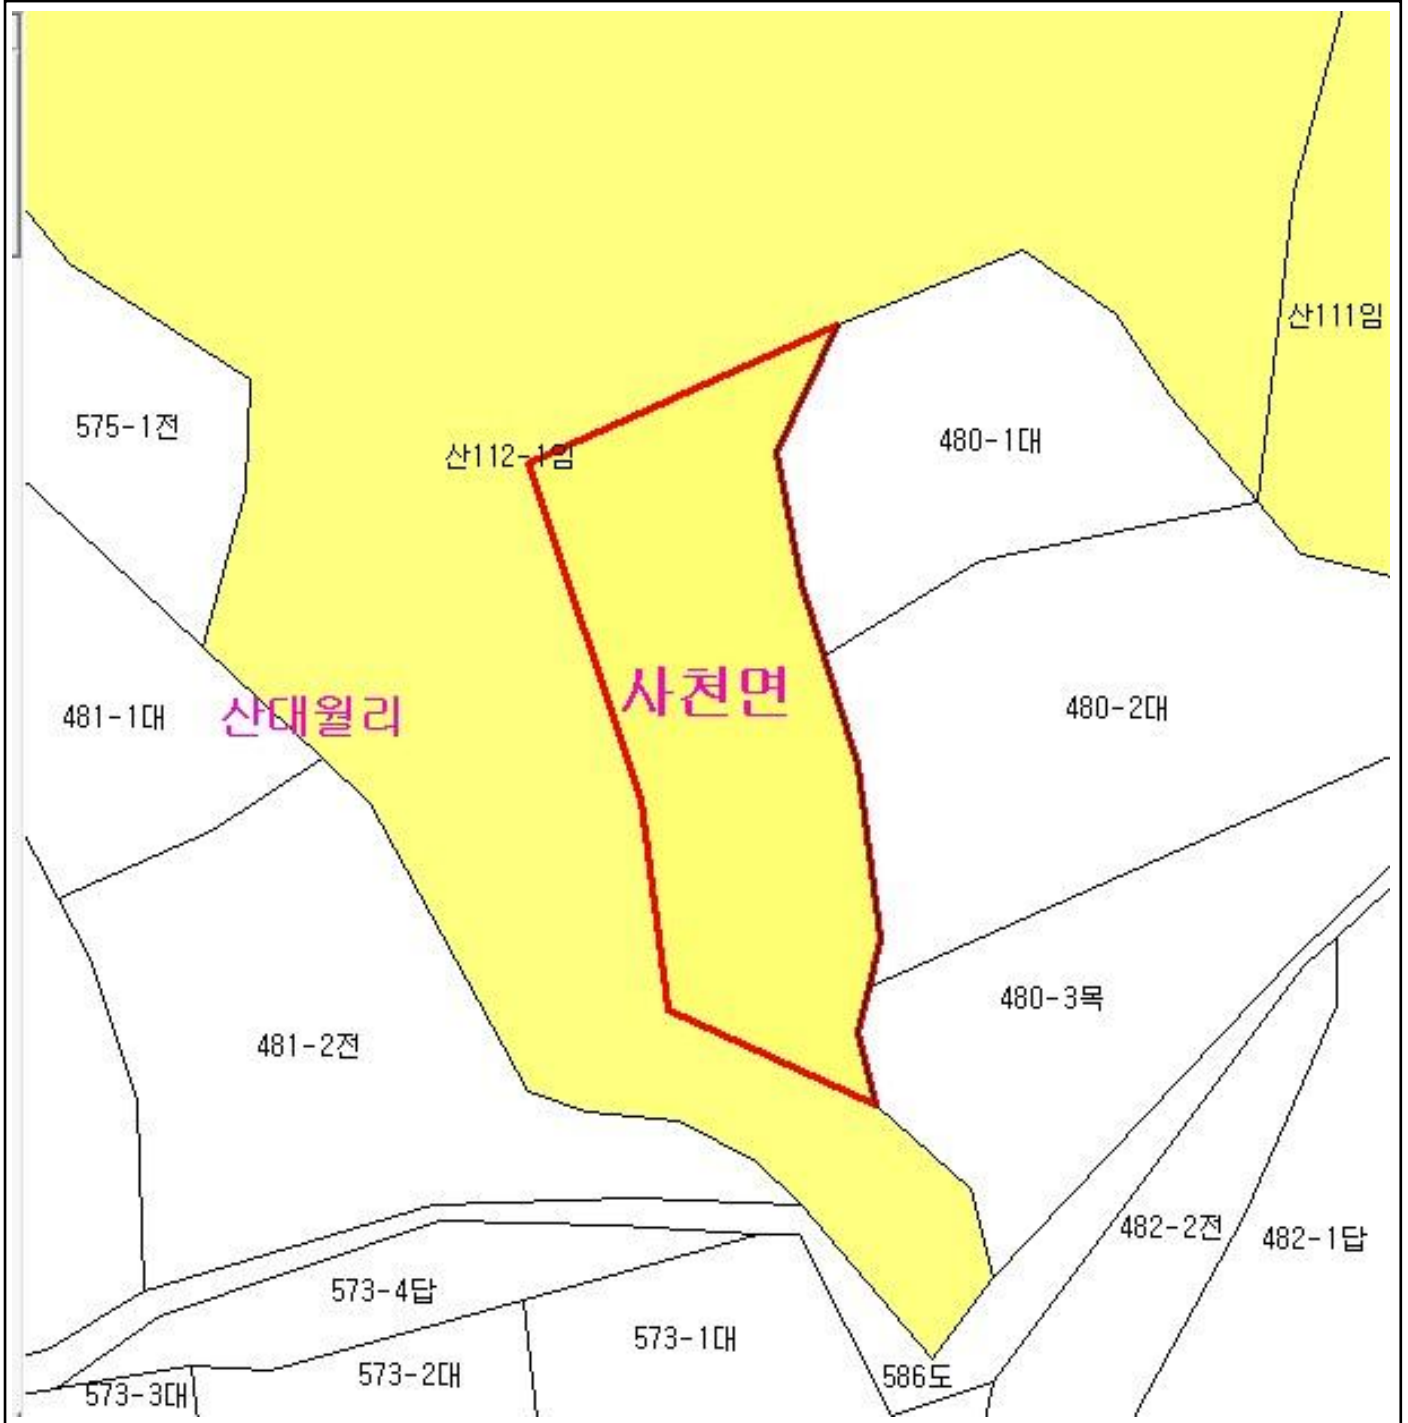 산111임
575-1전
480-1대
산112-1임
사천면
480-2대
481-1대
산대월리
480-3목
481-2전
482-2전
482-1답
573-4답
573-1대
573-2대
586도
573-3대